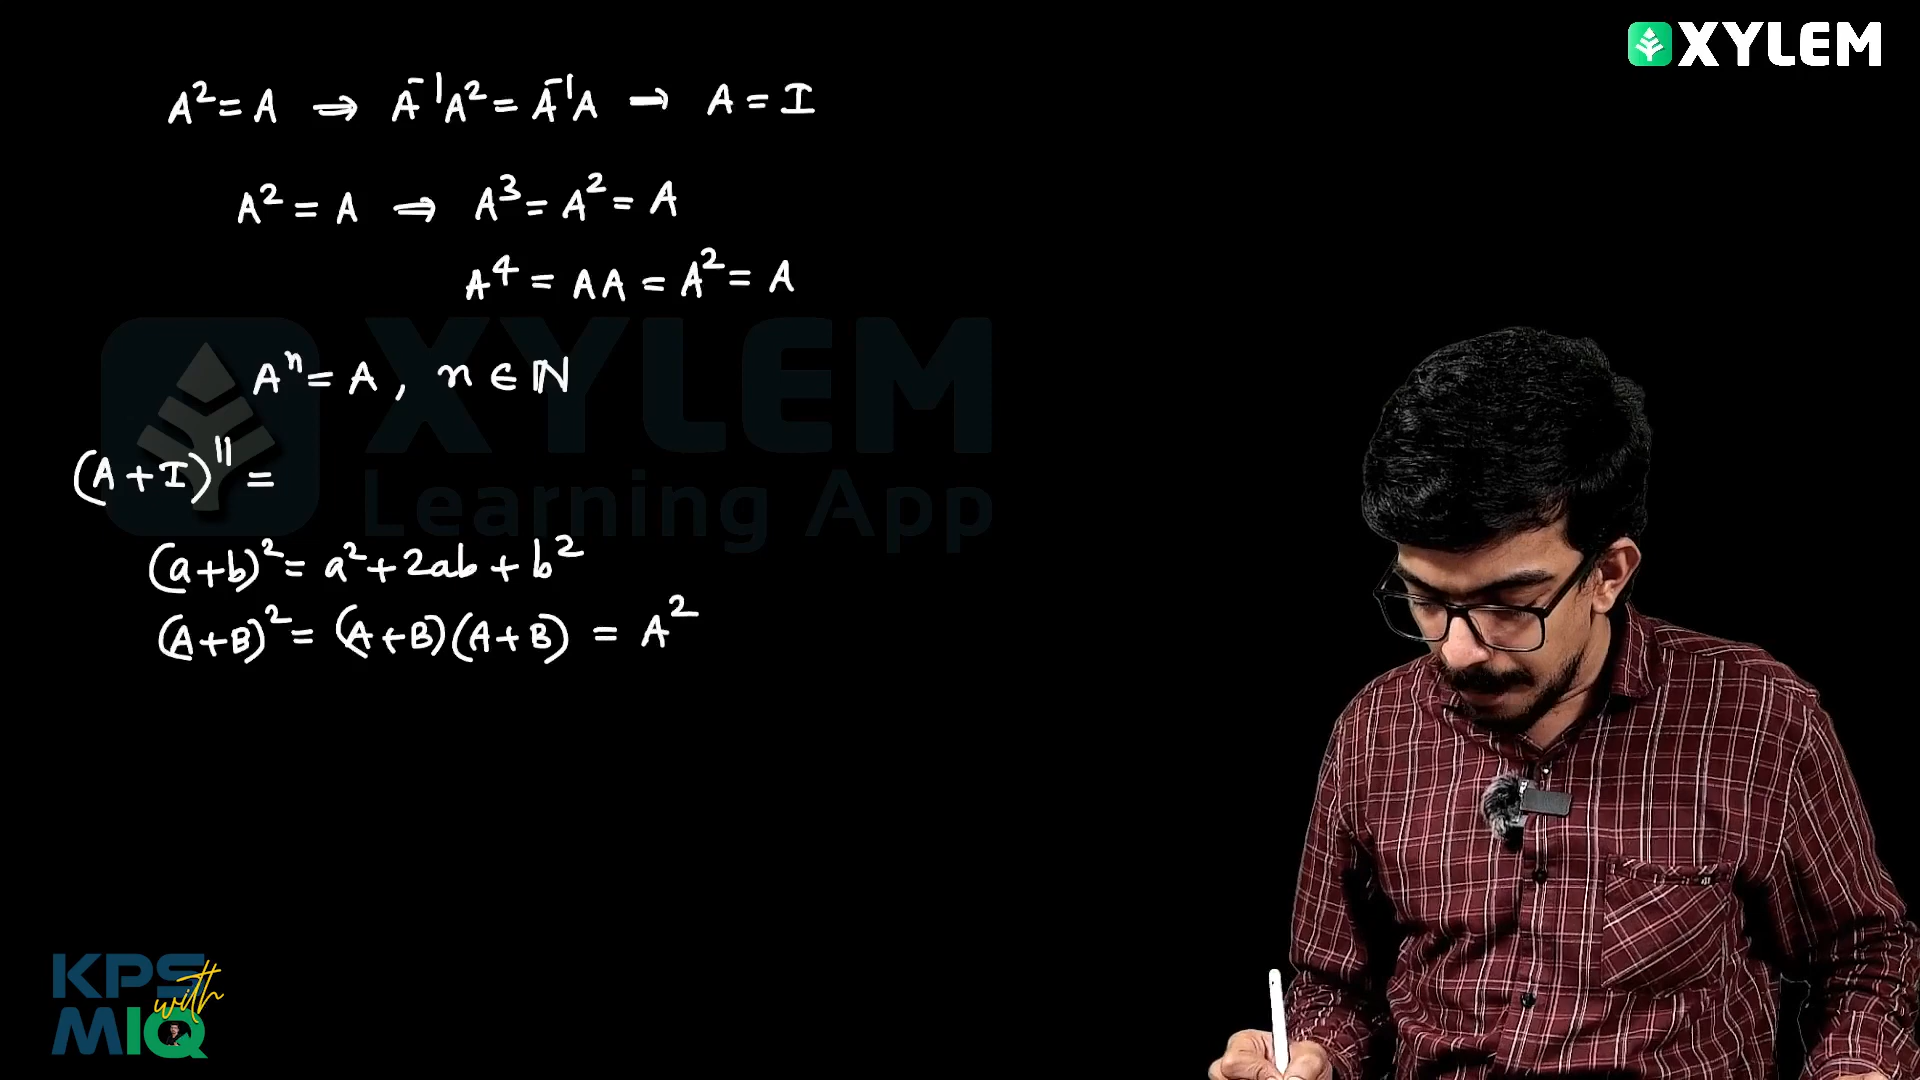 XYLEM
A² = A ⇒ A⁻¹A² = A⁻¹A → A = I
A² = A ⇒ A³ = A² = A
A⁴ = AA = A² = A
Aⁿ = A , n ∈ ℕ
(A + I)¹¹ =
(a+b)² = a² + 2ab + b²
(A+B)² = (A+B)(A+B) = A²
XYLEM
Learning App
KPS
with
MIQ